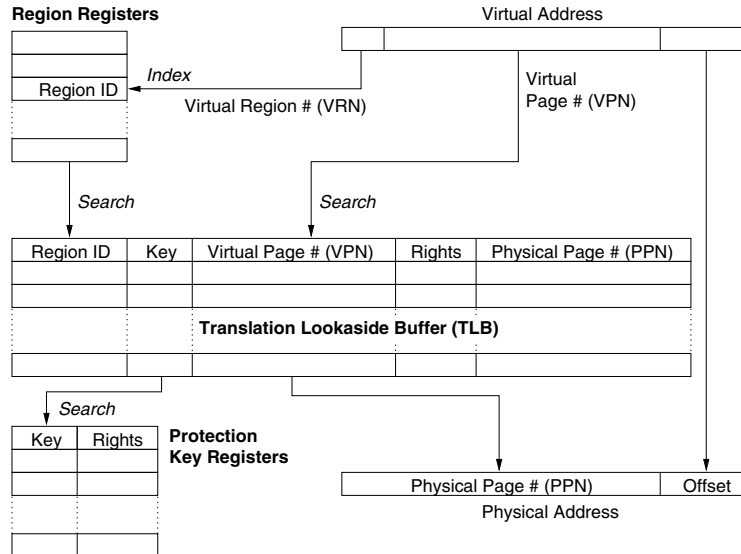 Region Registers
Virtual Address
Index
Region ID
Virtual Region # (VRN)
Virtual
Page # (VPN)
Search
Search
Region ID Key Virtual Page # (VPN) Rights Physical Page # (PPN)
Translation Lookaside Buffer (TLB)
Search
Key Rights
Protection
Key Registers
Physical Page # (PPN) Offset
Physical Address